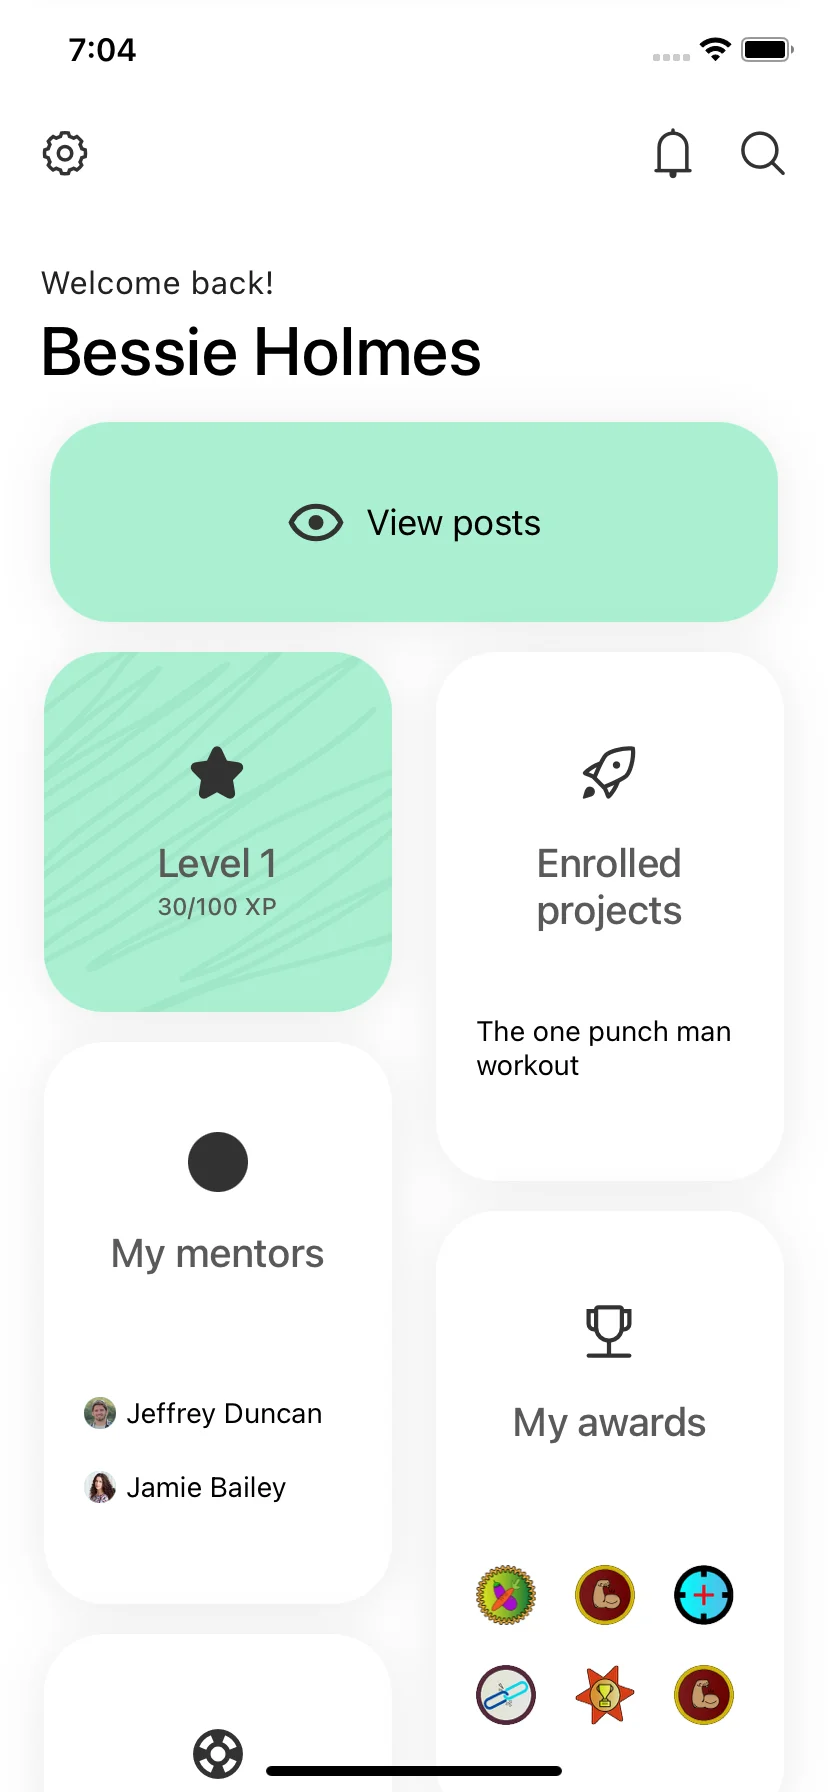 7:04
Welcome back!
Bessie Holmes
View posts
Level 1
30/100 XP
Enrolled
projects
The one punch man
workout
My mentors
Jeffrey Duncan
Jamie Bailey
My awards